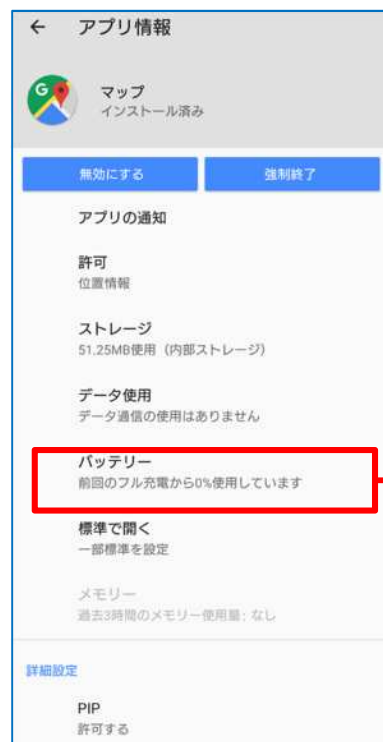 ← アプリ情報
G
マップ
インストール済み
無効にする 強制終了
アプリの通知
許可
位置情報
ストレージ
51.25MB使用（内部ストレージ）
データ使用
データ通信の使用はありません
バッテリー
前回のフル充電から0%使用しています
標準で開く
一部標準を設定
メモリー
過去3時間のメモリー使用量: なし
詳細設定
PIP
許可する